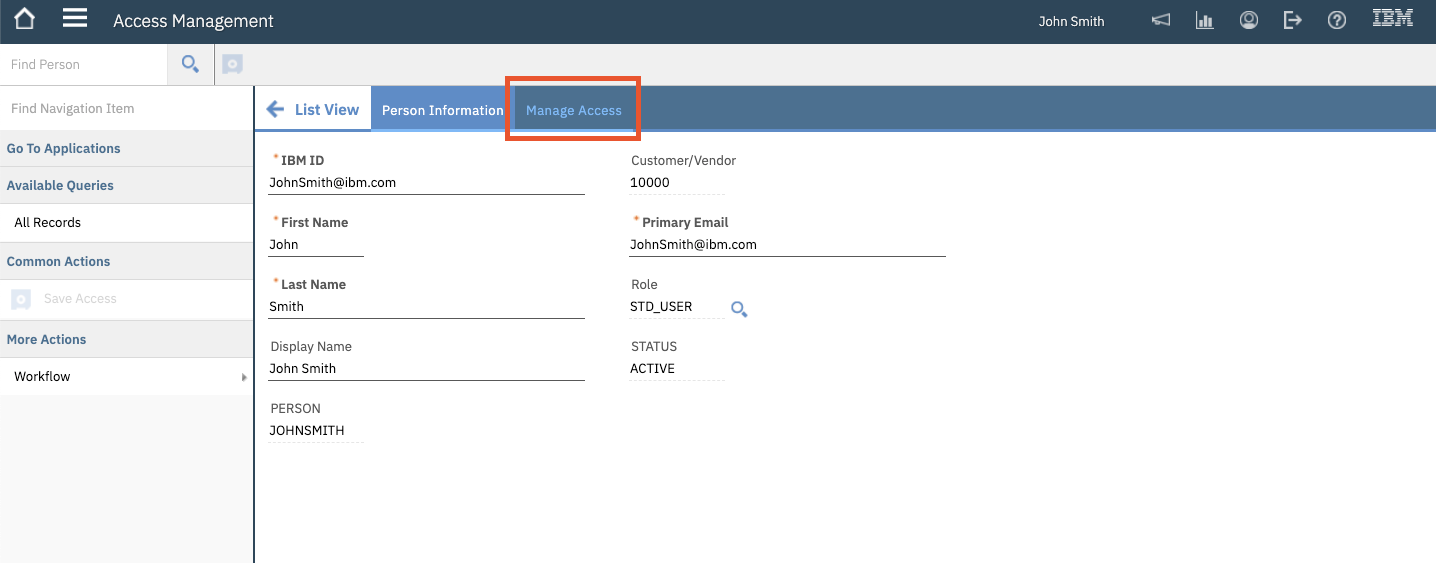 Access Management
John Smith
IBM
Find Person
Find Navigation Item
Go To Applications
Available Queries
All Records
Common Actions
Save Access
More Actions
Workflow
List View
Person Information
Manage Access
* IBM ID
JohnSmith@ibm.com
Customer/Vendor
10000
* First Name
John
* Primary Email
JohnSmith@ibm.com
* Last Name
Smith
Role
STD_USER
Display Name
John Smith
STATUS
ACTIVE
PERSON
JOHNSMITH